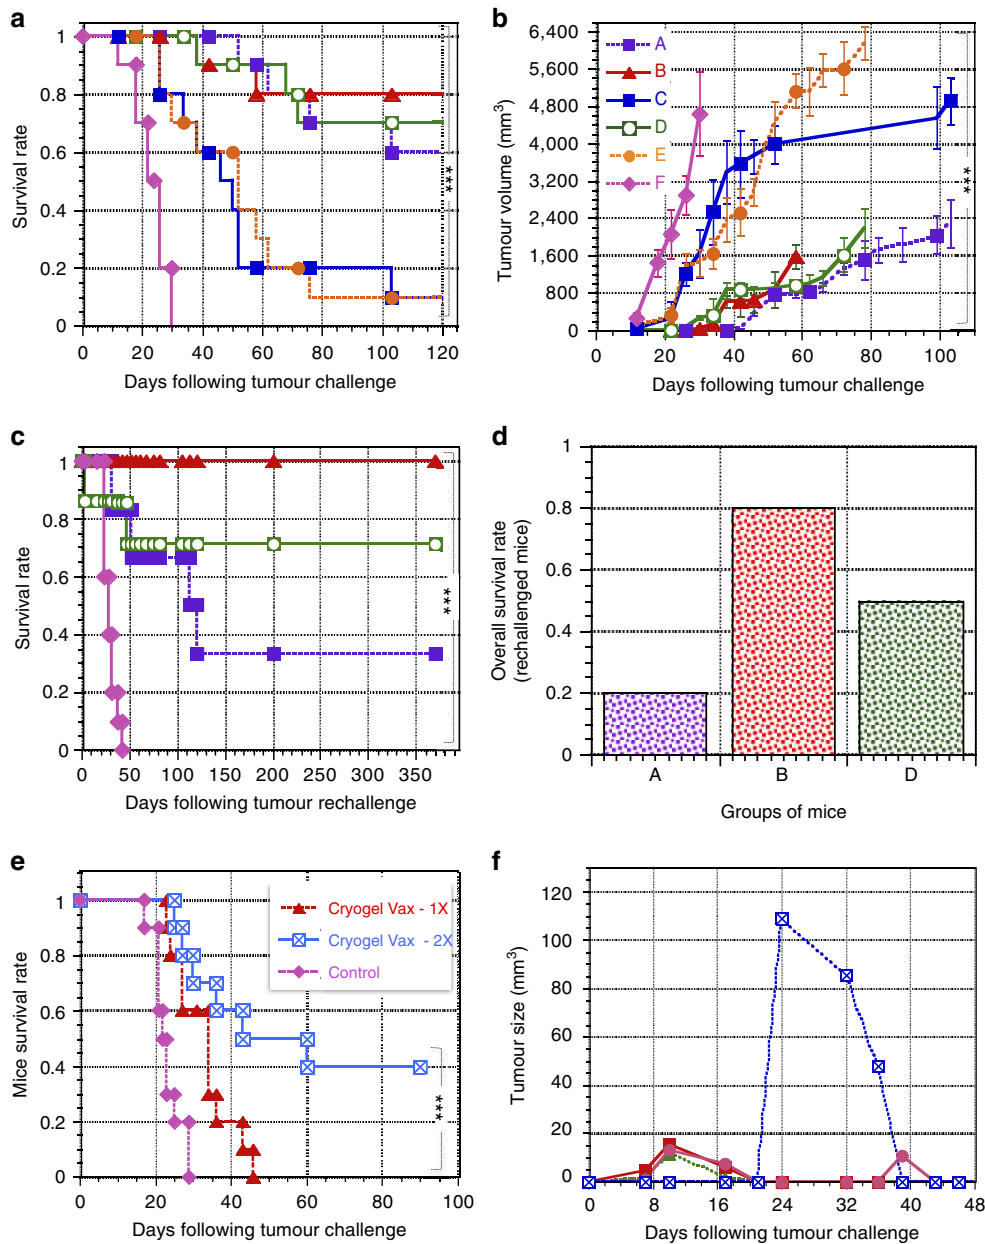 a
1
0.8
0.6
0.4
0.2
0
Survival rate
0 20 40 60 80 100 120
Days following tumour challenge
***
b
6,400
5,600
4,800
4,000
3,200
2,400
1,600
800
0
Tumour volume (mm³)
A
B
C
D
E
F
0 20 40 60 80 100
Days following tumour challenge
***
c
1
0.8
0.6
0.4
0.2
0
Survival rate
0 50 100 150 200 250 300 350
Days following tumour rechallenge
***
d
1
0.8
0.6
0.4
0.2
0
Overall survival rate
(rechallenged mice)
A B D
Groups of mice
e
1
0.8
0.6
0.4
0.2
0
Mice survival rate
Cryogel Vax - 1X
Cryogel Vax - 2X
Control
0 20 40 60 80 100
Days following tumour challenge
***
f
120
100
80
60
40
20
0
Tumour size (mm³)
0 8 16 24 32 40 48
Days following tumour challenge